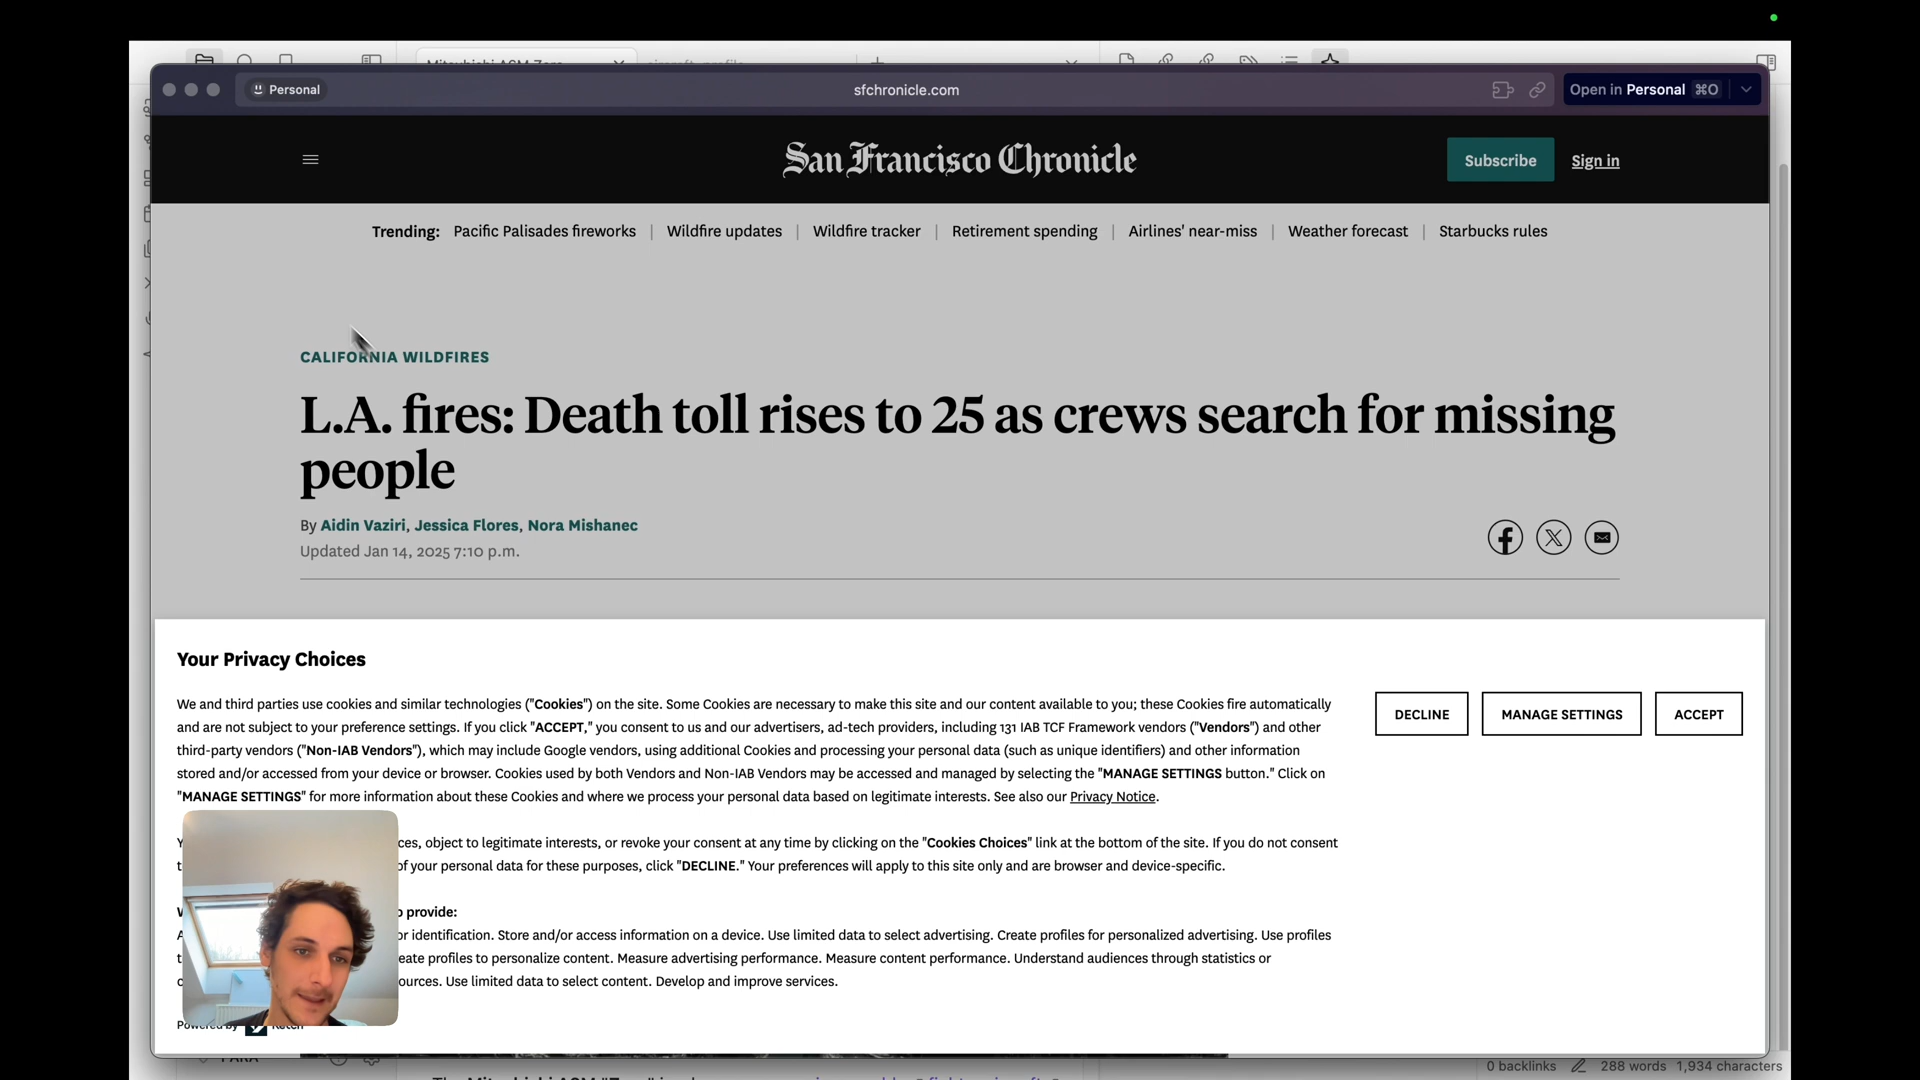 Personal
sfchronicle.com
Open in Personal ⌘O
San Francisco Chronicle
Subscribe
Sign in
Trending: Pacific Palisades fireworks | Wildfire updates | Wildfire tracker | Retirement spending | Airlines' near-miss | Weather forecast | Starbucks rules
CALIFORNIA WILDFIRES
L.A. fires: Death toll rises to 25 as crews search for missing
people
By Aidin Vaziri, Jessica Flores, Nora Mishanec
Updated Jan 14, 2025 7:10 p.m.
Your Privacy Choices
We and third parties use cookies and similar technologies ("Cookies") on the site. Some Cookies are necessary to make this site and our content available to you; these Cookies fire automatically
and are not subject to your preference settings. If you click "ACCEPT," you consent to us and our advertisers, ad-tech providers, including 131 IAB TCF Framework vendors ("Vendors") and other
third-party vendors ("Non-IAB Vendors"), which may include Google vendors, using additional Cookies and processing your personal data (such as unique identifiers) and other information
stored and/or accessed from your device or browser. Cookies used by both Vendors and Non-IAB Vendors may be accessed and managed by selecting the "MANAGE SETTINGS button." Click on
"MANAGE SETTINGS" for more information about these Cookies and where we process your personal data based on legitimate interests. See also our Privacy Notice.
DECLINE
MANAGE SETTINGS
ACCEPT
ces, object to legitimate interests, or revoke your consent at any time by clicking on the "Cookies Choices" link at the bottom of the site. If you do not consent
of your personal data for these purposes, click "DECLINE." Your preferences will apply to this site only and are browser and device-specific.
o provide:
or identification. Store and/or access information on a device. Use limited data to select advertising. Create profiles for personalized advertising. Use profiles
eate profiles to personalize content. Measure advertising performance. Measure content performance. Understand audiences through statistics or
ources. Use limited data to select content. Develop and improve services.
Powered by
0 backlinks
288 words 1,934 characters